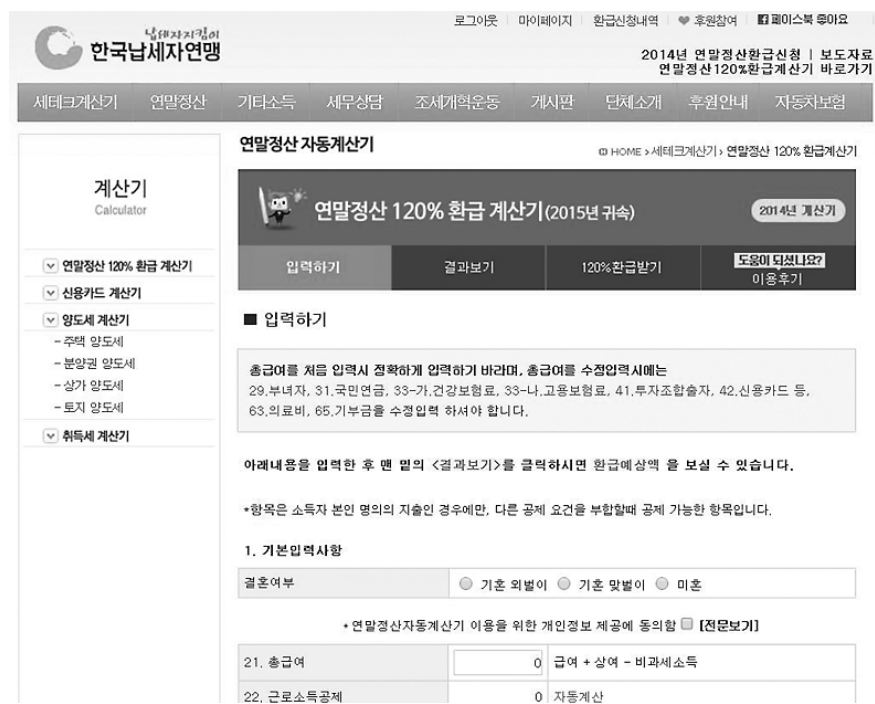 로그아웃 마이페이지 환급신청내역 ♥ 후원참여 페이스북 좋아요
납세자지킴이
한국납세자연맹
2014년 연말정산환급신청 | 보도자료
연말정산120%환급계산기 바로가기
세테크계산기 연말정산 기타소득 세무상담 조세개혁운동 게시판 단체소개 후원안내 자동차보험
계산기
Calculator
연말정산 120% 환급 계산기
신용카드 계산기
양도세 계산기
- 주택 양도세
- 분양권 양도세
- 상가 양도세
- 토지 양도세
취득세 계산기
연말정산 자동계산기
HOME > 세테크계산기 > 연말정산 120% 환급계산기
연말정산 120% 환급 계산기(2015년 귀속)
2014년 계산기
입력하기 결과보기 120%환급받기 도움이 되셨나요?
이용후기
■ 입력하기
총급여를 처음 입력시 정확하게 입력하기 바라며, 총급여를 수정입력시에는
29.부녀자, 31.국민연금, 33-가.건강보험료, 33-나.고용보험료, 41.투자조합출자, 42.신용카드 등,
63.의료비, 65.기부금을 수정입력 하셔야 합니다.
아래내용을 입력한 후 맨 밑의 <결과보기>를 클릭하시면 환급예상액 을 보실 수 있습니다.
*항목은 소득자 본인 명의의 지출인 경우에만, 다른 공제 요건을 부합할때 공제 가능한 항목입니다.
1. 기본입력사항
결혼여부 기혼 외벌이 기혼 맞벌이 미혼
*연말정산자동계산기 이용을 위한 개인정보 제공에 동의함 [전문보기]
21. 총급여 0 급여 + 상여 - 비과세소득
22. 근로소득공제 0 자동계산